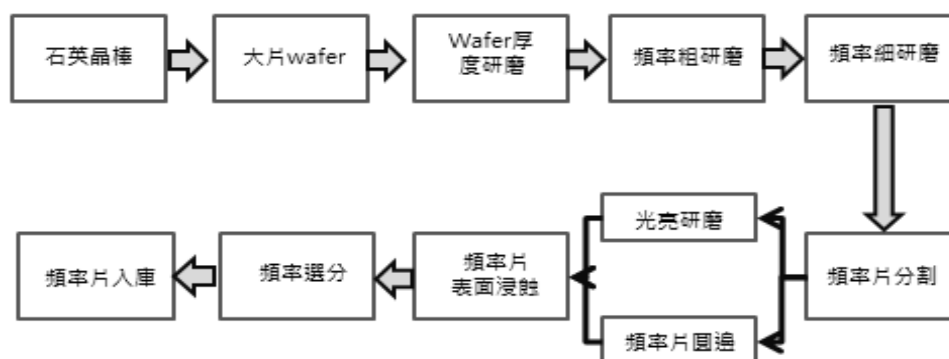 石英晶棒
大片wafer
Wafer厚
度研磨
頻率粗研磨
頻率細研磨
光亮研磨
頻率片入庫
頻率選分
頻率片
表面浸蝕
頻率片分割
頻率片圓邊